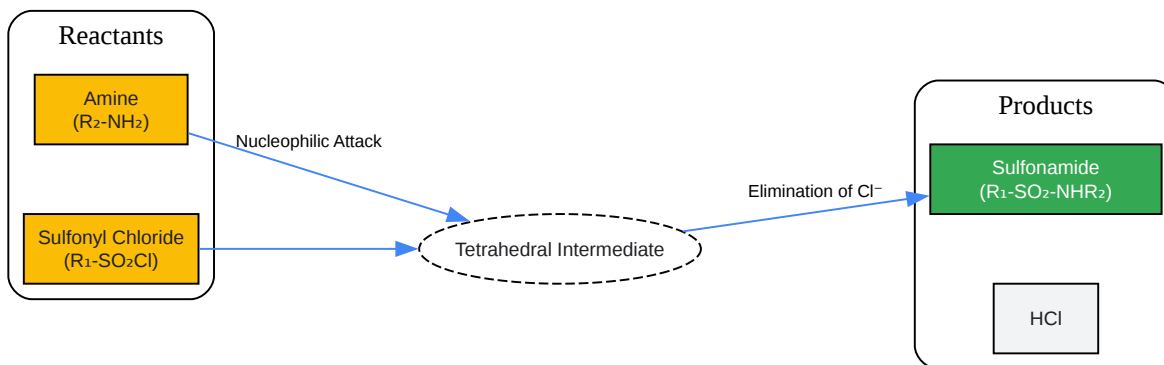 Reactants
Amine
(R₂-NH₂)
Nucleophilic Attack
Sulfonyl Chloride
(R₁-SO₂Cl)
Tetrahedral Intermediate
Elimination of Cl⁻
Products
Sulfonamide
(R₁-SO₂-NHR₂)
HCl